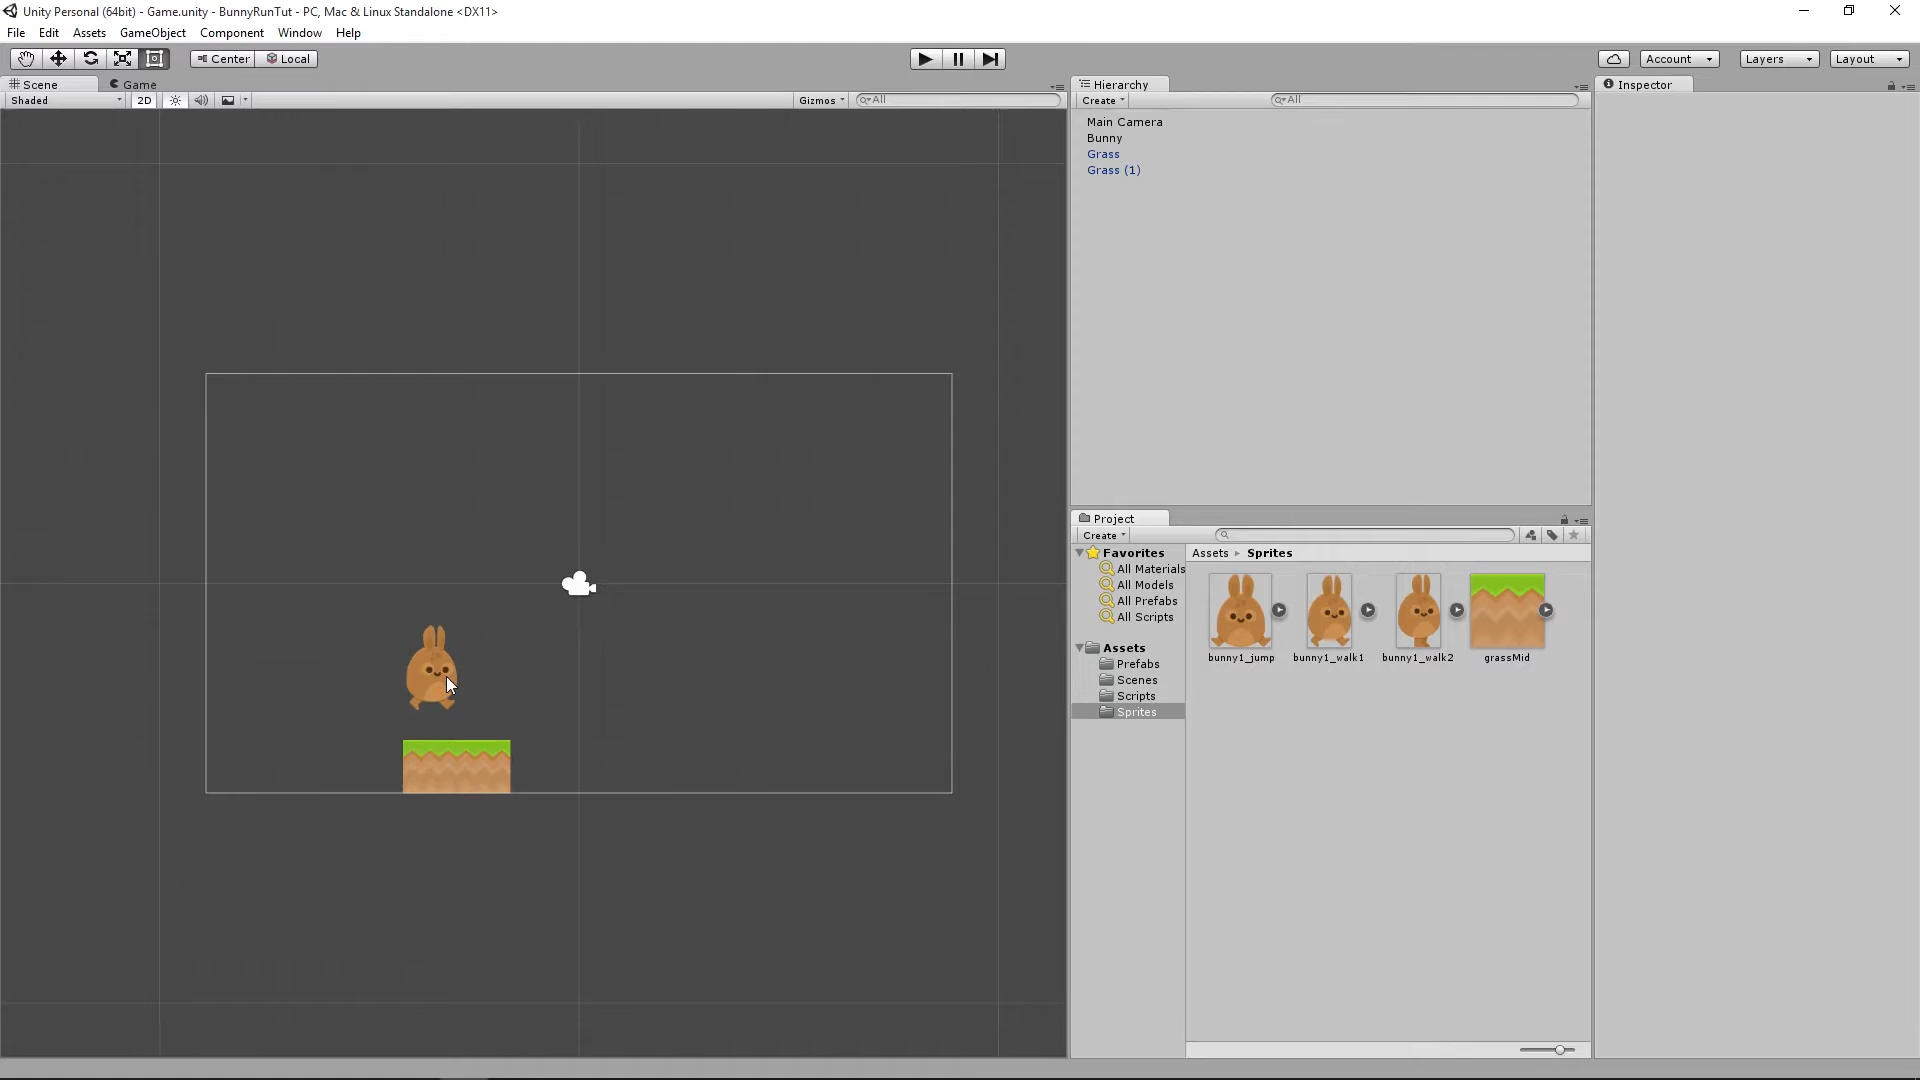 Unity Personal (64bit) - Game.unity - BunnyRunTut - PC, Mac & Linux Standalone <DX11>
File Edit Assets GameObject Component Window Help
Center Local Account Layers Layout
Scene Game Hierarchy Inspector
Shaded 2D Gizmos All Create All
Main Camera
Bunny
Grass
Grass (1)
Project
Create
Favorites
All Materials
All Models
All Prefabs
All Scripts
Assets
Prefabs
Scenes
Scripts
Sprites
Assets Sprites
bunny1_jump bunny1_walk1 bunny1_walk2 grassMid